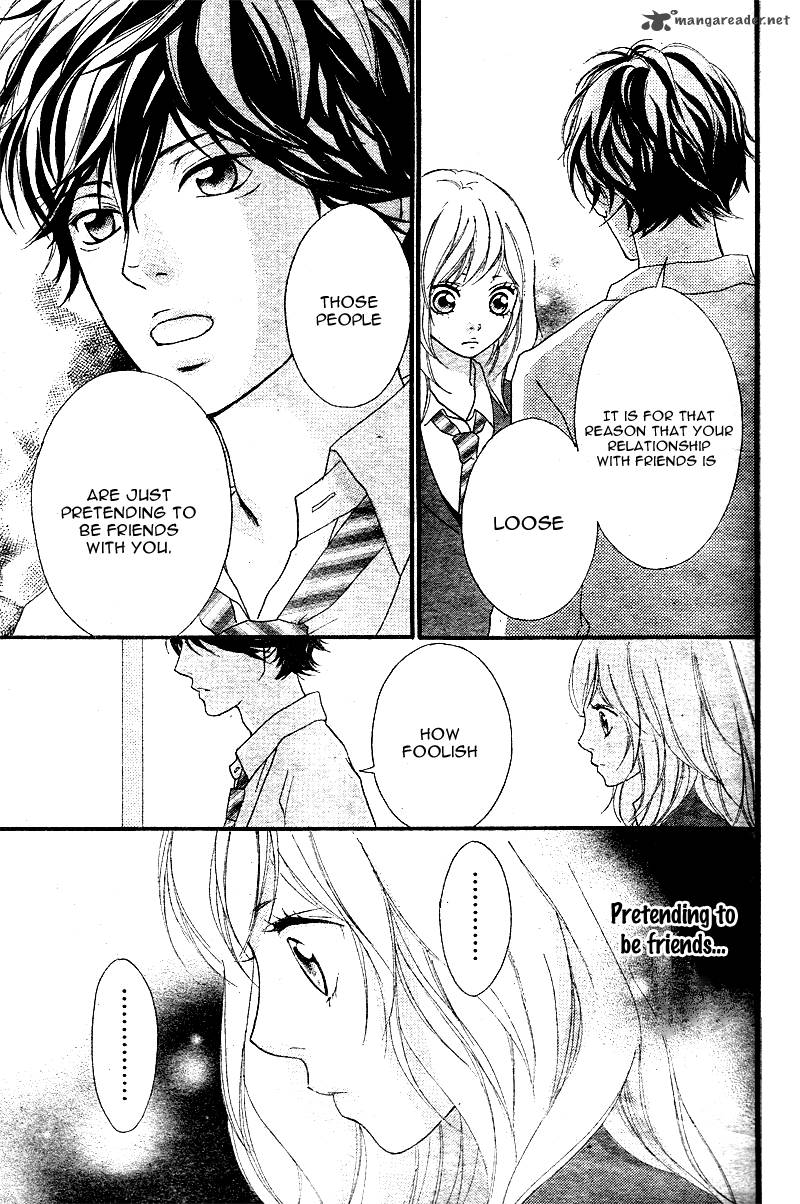 mangareader.net
IT IS FOR THAT
REASON THAT YOUR
RELATIONSHIP
WITH FRIENDS IS
LOOSE
THOSE
PEOPLE
ARE JUST
PRETENDING TO
BE FRIENDS
WITH YOU.
HOW
FOOLISH
Pretending to
be friends...
..........
...........